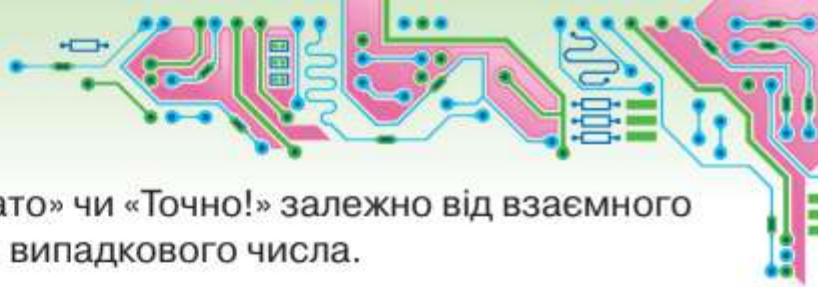 ато» чи «Точно!» залежно від взаємного
випадкового числа.